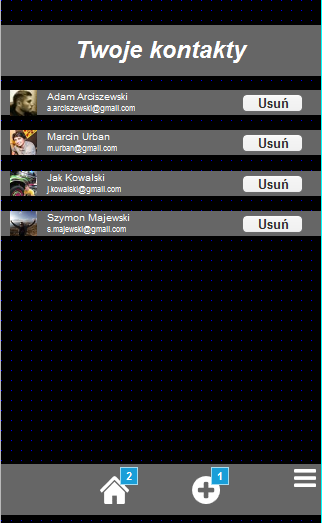 Twoje kontakty
Adam Arciszewski
a.arciszewski@gmail.com
Usuń
Marcin Urban
m.urban@gmail.com
Usuń
Jak Kowalski
j.kowalski@gmail.com
Usuń
Szymon Majewski
s.majewski@gmail.com
Usuń
2
1